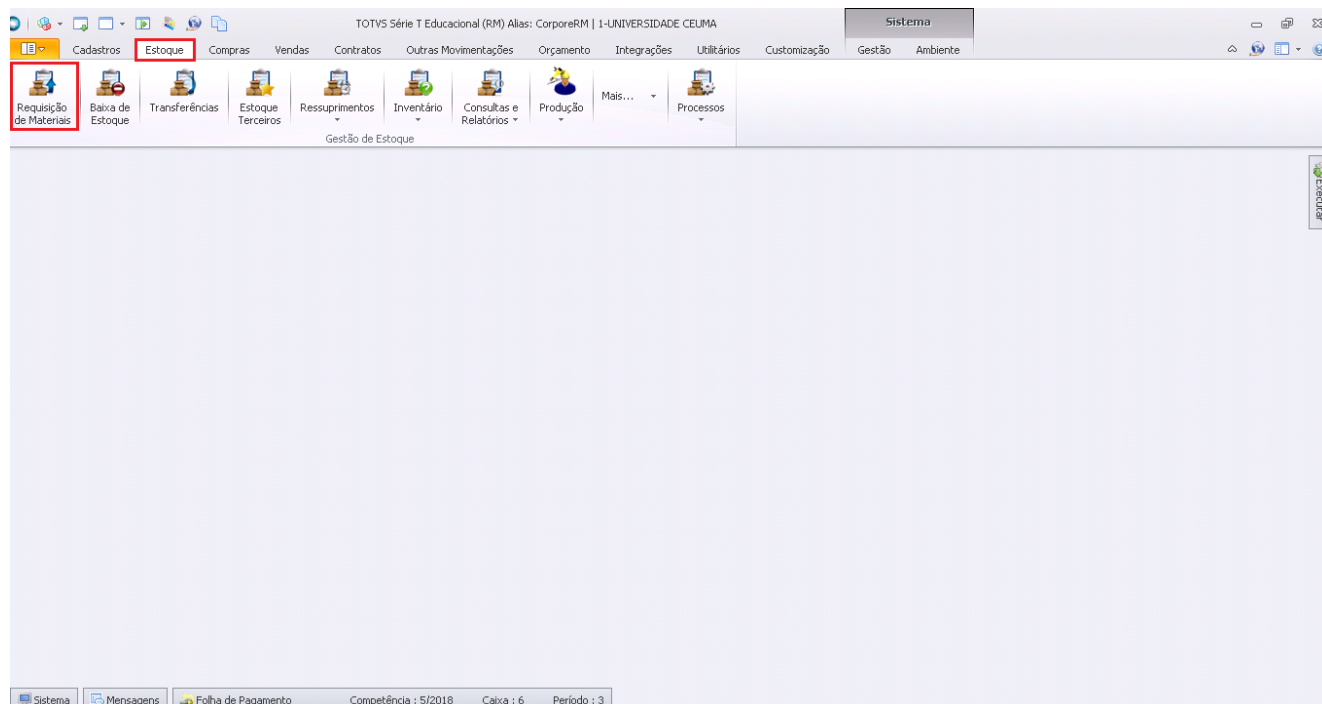 TOTVS Série T Educacional (RM) Alias: CorporeRM | 1-UNIVERSIDADE CEUMA
Sistema
Cadastros Estoque Compras Vendas Contratos Outras Movimentações Orçamento Integrações Utilitários Customização Gestão Ambiente
Requisição de Materiais
Baixa de Estoque
Transferências
Estoque Terceiros
Ressuprimentos
Inventário
Consultas e Relatórios
Produção
Mais...
Processos
Gestão de Estoque
Executar
Sistema Mensagens Folha de Pagamento Competência : 5/2018 Caixa : 6 Período : 3